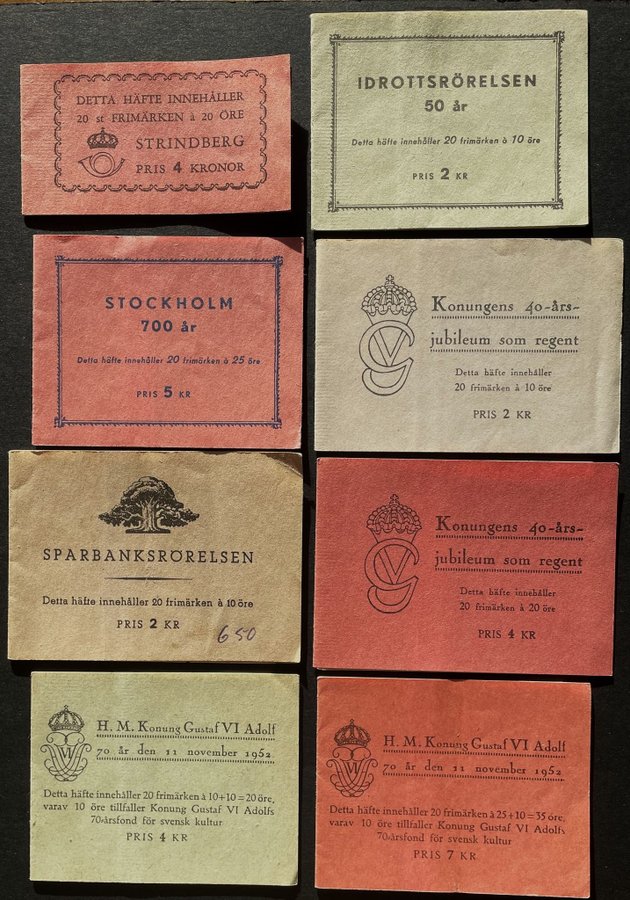 DETTA HÄFTE INNEHÅLLER
20 st FRIMÄRKEN à 20 ÖRE
STRINDBERG
PRIS 4 KRONOR
IDROTTSRÖRELSEN
50 år
Detta häfte innehåller 20 frimärken à 10 öre
PRIS 2 KR
STOCKHOLM
700 år
Detta häfte innehåller 20 frimärken à 25 öre
PRIS 5 KR
Konungens 40-års-
jubileum som regent
Detta häfte innehåller
20 frimärken à 10 öre
PRIS 2 KR
SPARBANKSRÖRELSEN
Detta häfte innehåller 20 frimärken à 10 öre
PRIS 2 KR
650
Konungens 40-års-
jubileum som regent
Detta häfte innehåller
20 frimärken à 20 öre
PRIS 4 KR
H. M. Konung Gustaf VI Adolf
70 år den 11 november 1952
Detta häfte innehåller 20 frimärken à 10+10=20 öre,
varav 10 öre tillfaller Konung Gustaf VI Adolfs
70-årsfond för svensk kultur
PRIS 4 KR
H. M. Konung Gustaf VI Adolf
70 år den 11 november 1952
Detta häfte innehåller 20 frimärken à 25+10=35 öre,
varav 10 öre tillfaller Konung Gustaf VI Adolfs
70-årsfond för svensk kultur
PRIS 7 KR